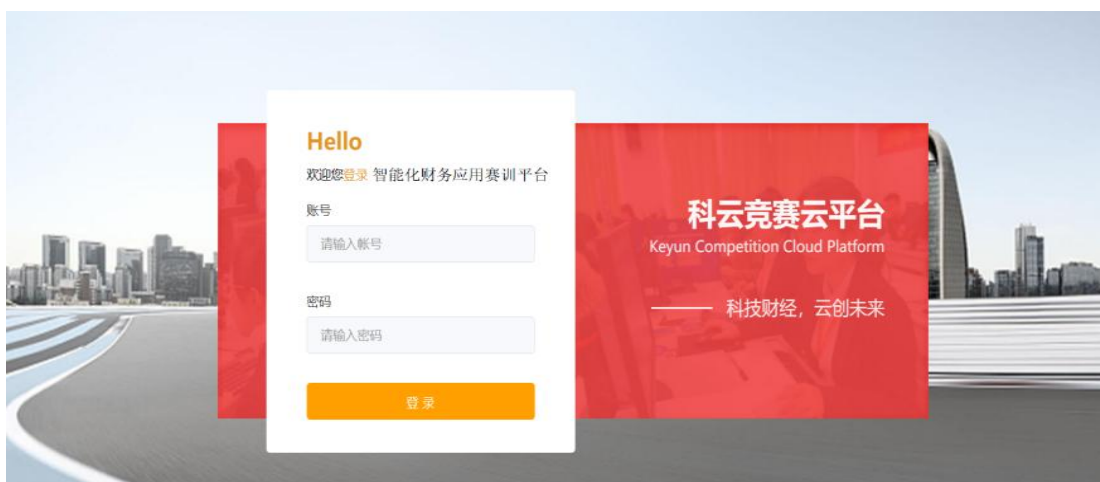 Hello
欢迎您登录 智能化财务应用赛训平台
账号
请输入帐号
密码
请输入密码
登录
科云竞赛云平台
Keyun Competition Cloud Platform
科技财经，云创未来